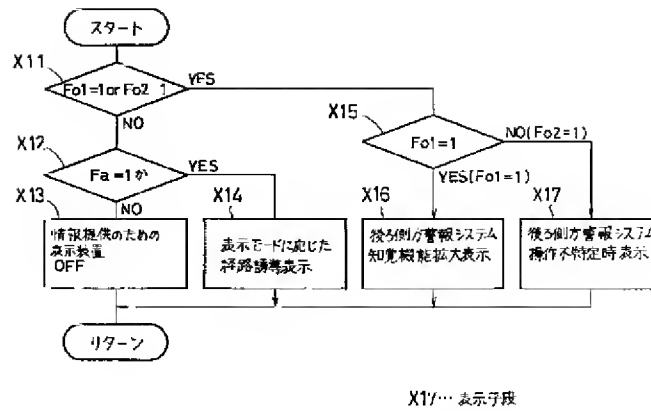 スタート
X11
Fo1=1 or Fo2 1
YES
NO
X15
Fo1=1
NO(Fo2=1)
YES(Fo1=1)
X12
Fa=1か
YES
NO
X13
情報提供のための
表示装置
OFF
X14
表示モードに応じた
経路誘導表示
X16
後ろ側方警報システム
知覚機能拡大表示
X17
後ろ側方警報システム
操作不特定時表示
リターン
X17… 表示手段